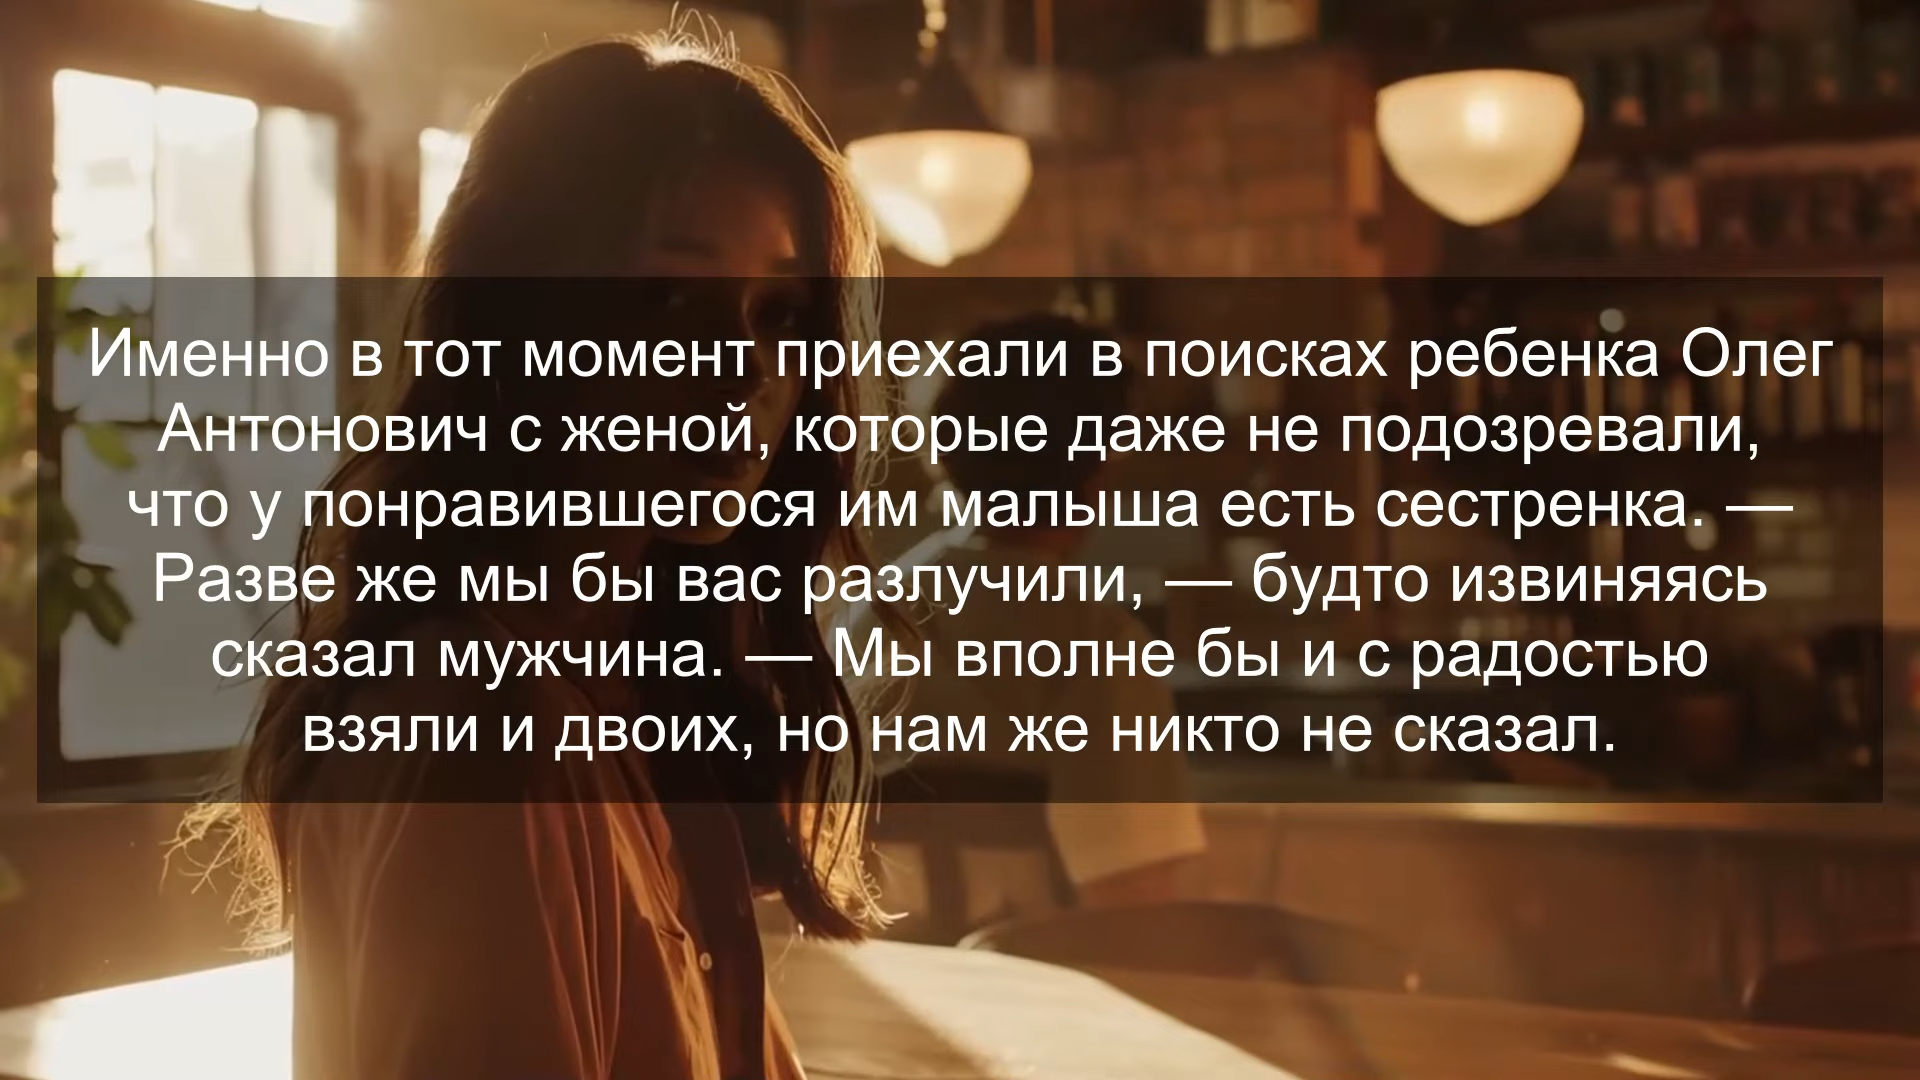 Именно в тот момент приехали в поисках ребенка Олег
Антонович с женой, которые даже не подозревали,
что у понравившегося им малыша есть сестренка. —
Разве же мы бы вас разлучили, — будто извиняясь
сказал мужчина. — Мы вполне бы и с радостью
взяли и двоих, но нам же никто не сказал.